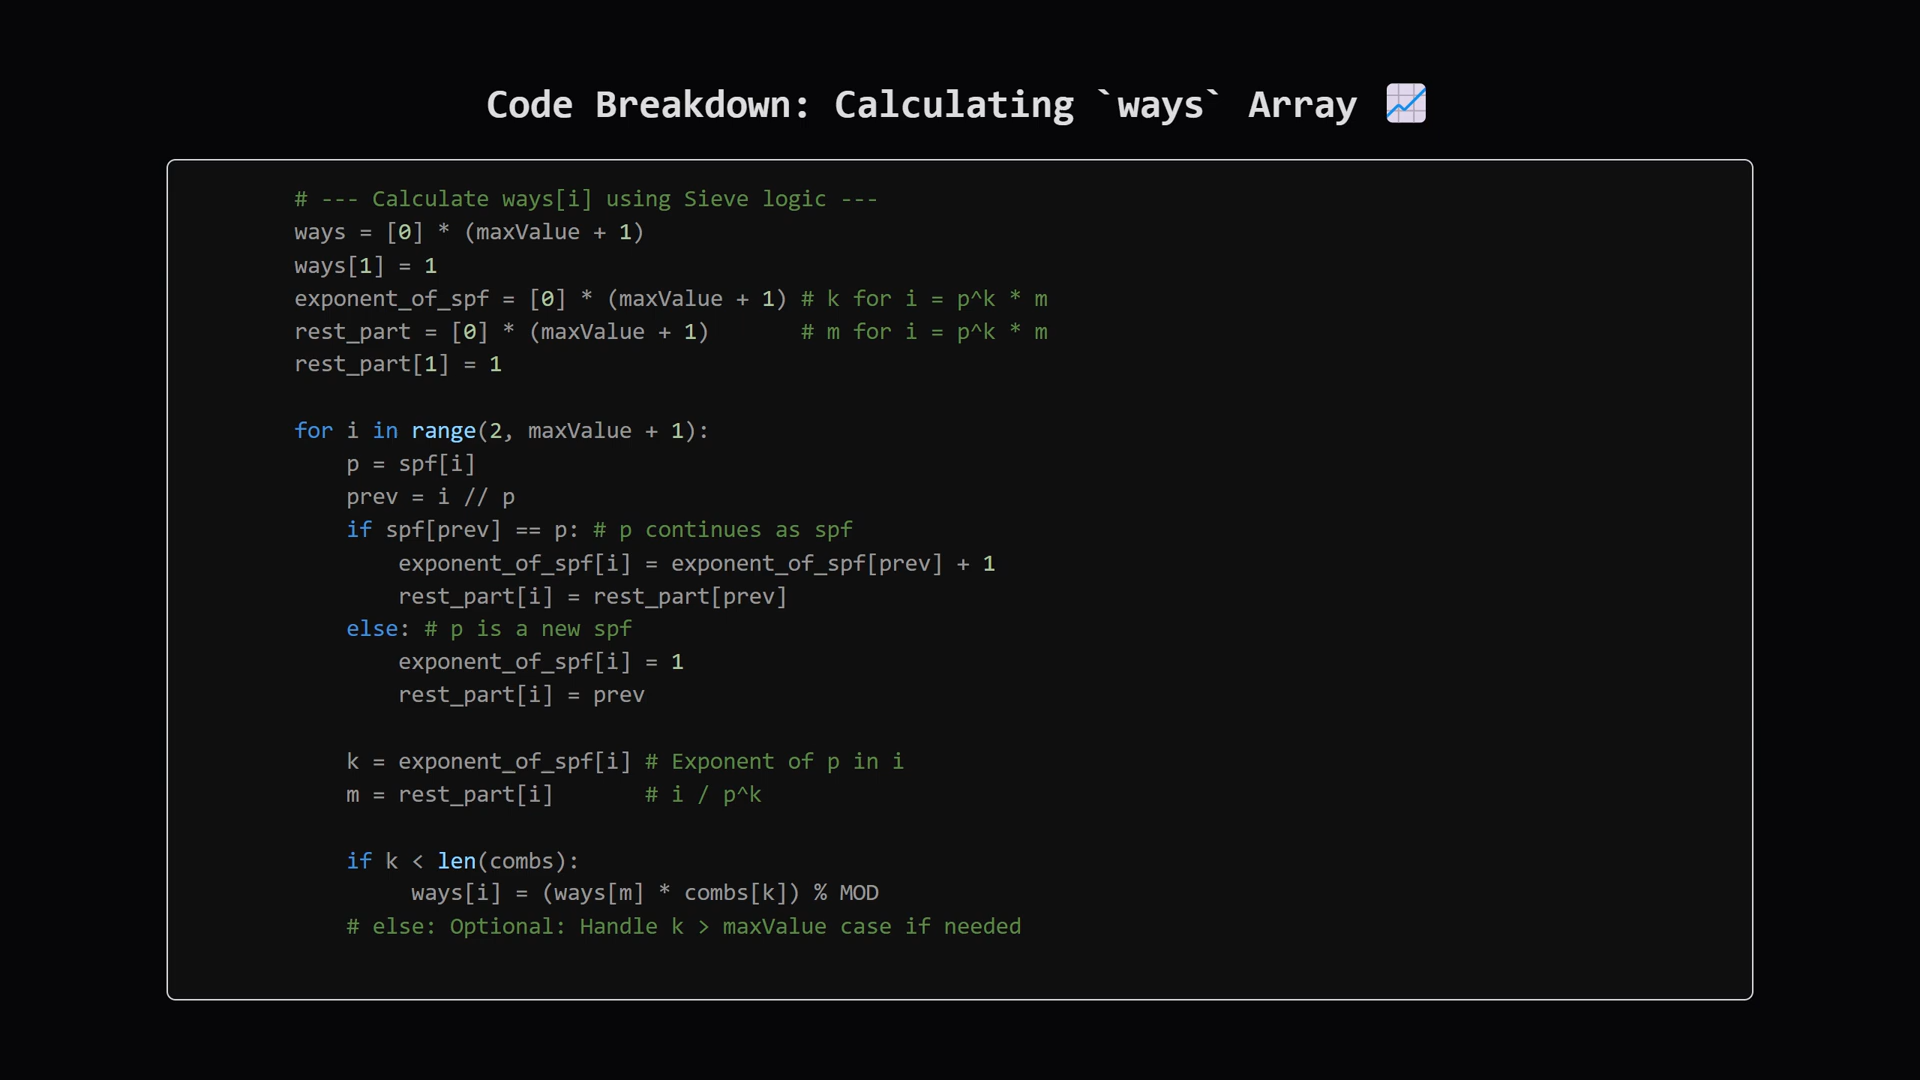 Code Breakdown: Calculating `ways` Array 📈
# --- Calculate ways[i] using Sieve logic ---
ways = [0] * (maxValue + 1)
ways[1] = 1
exponent_of_spf = [0] * (maxValue + 1) # k for i = p^k * m
rest_part = [0] * (maxValue + 1)       # m for i = p^k * m
rest_part[1] = 1

for i in range(2, maxValue + 1):
    p = spf[i]
    prev = i // p
    if spf[prev] == p: # p continues as spf
        exponent_of_spf[i] = exponent_of_spf[prev] + 1
        rest_part[i] = rest_part[prev]
    else: # p is a new spf
        exponent_of_spf[i] = 1
        rest_part[i] = prev

    k = exponent_of_spf[i] # Exponent of p in i
    m = rest_part[i]       # i / p^k

    if k < len(combs):
         ways[i] = (ways[m] * combs[k]) % MOD
    # else: Optional: Handle k > maxValue case if needed